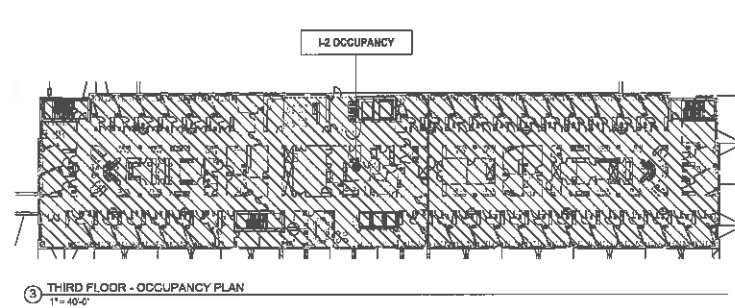 I-2 OCCUPANCY
3 THIRD FLOOR - OCCUPANCY PLAN
1" = 40'-0"